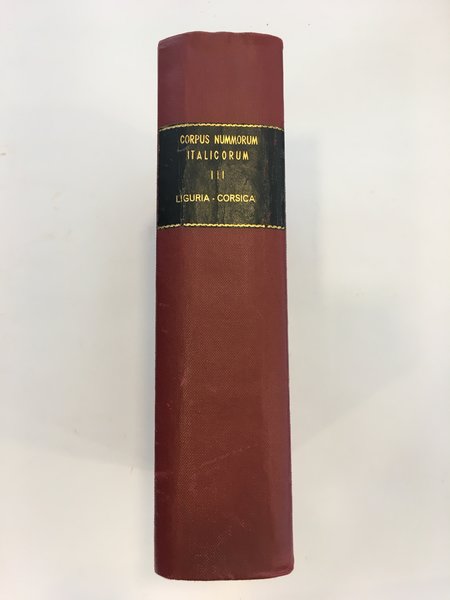 CORPUS NUMMORUM
ITALICORUM
III
LIGURIA - CORSICA